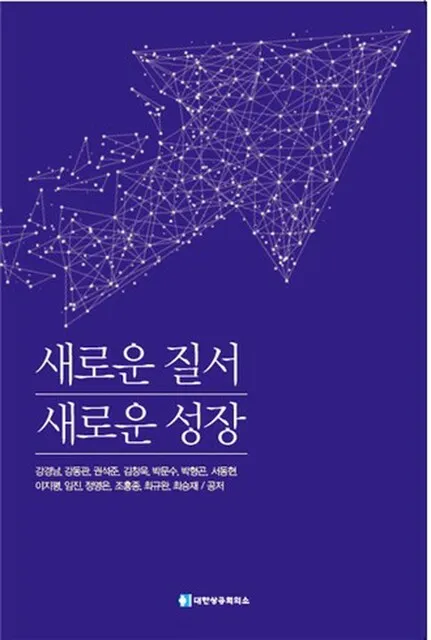 새로운 질서
새로운 성장
강경남, 강동관, 권석준, 김창욱, 박문수, 박형곤, 서동현
이지평, 임진, 정영은, 조홍종, 최규완, 최승재 / 공저
대한상공회의소